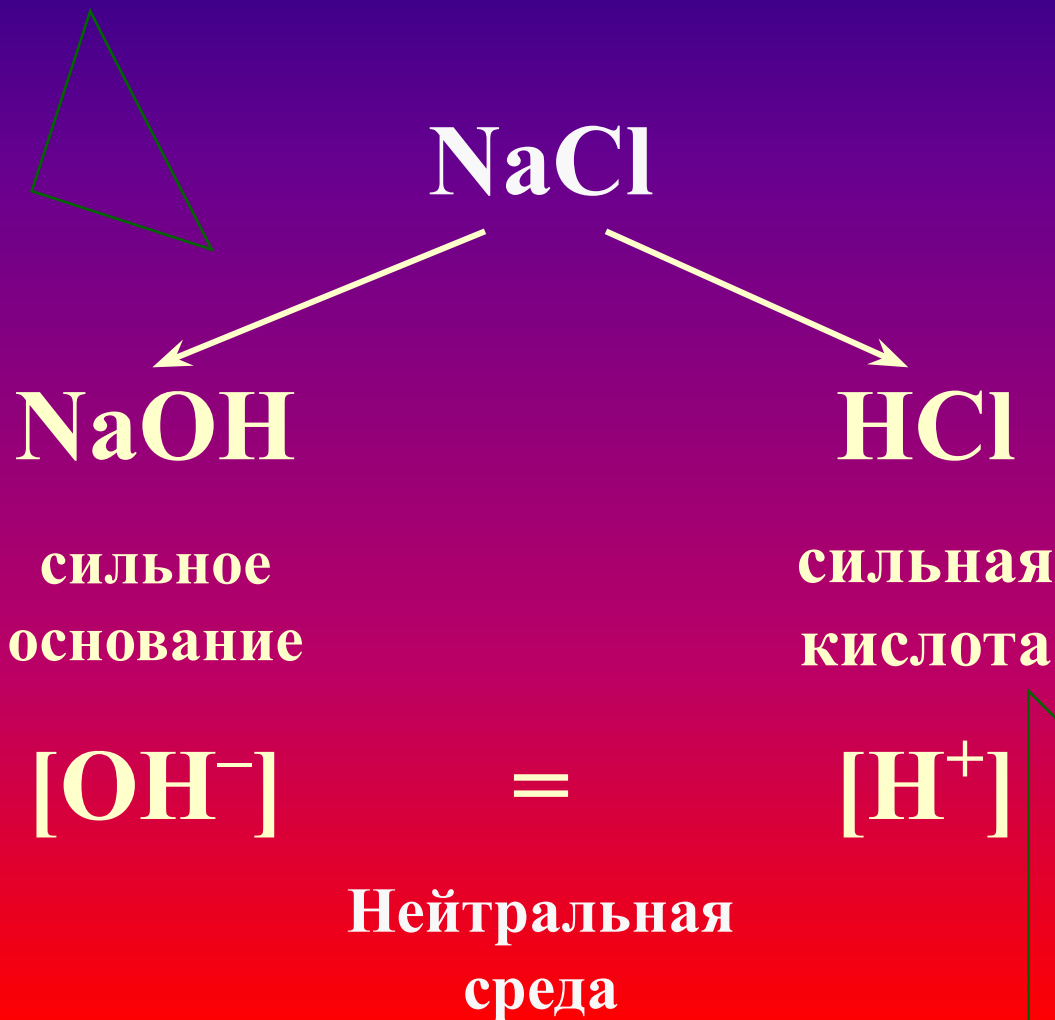 NaCl
NaOH HCl
сильное сильная
основание кислота
[OH⁻] = [H⁺]
Нейтральная
среда